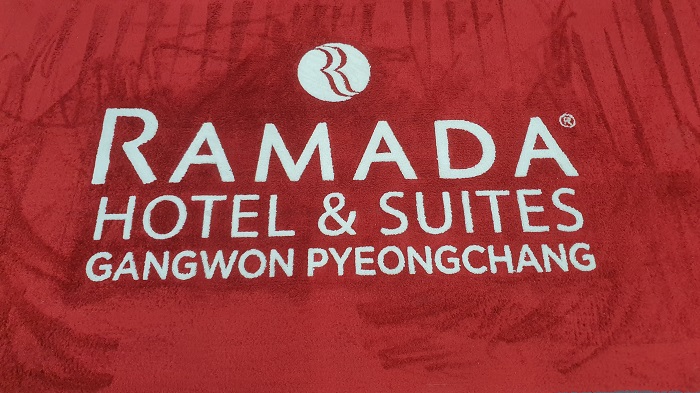 RAMADA®
HOTEL & SUITES
GANGWON PYEONGCHANG